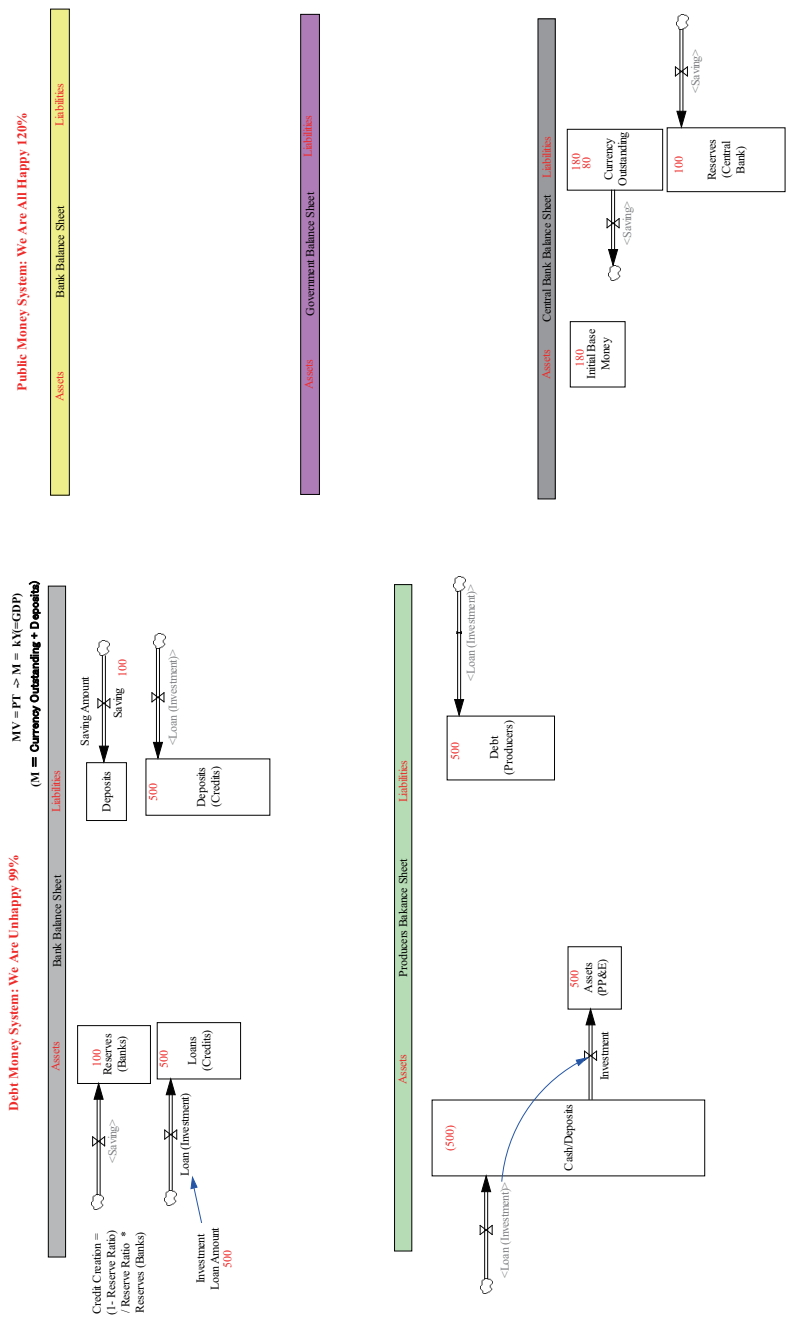 Debt Money System: We Are Unhappy 99%
MV = PT -> M = kY(=GDP)
(M = Currency Outstanding + Deposits)
Assets
Bank Balance Sheet
Liabilities
Credit Creation =
(1- Reserve Ratio)
/ Reserve Ratio *
Reserves (Banks)
<Saving>
100
Reserves
(Banks)
Deposits
Saving Amount
Saving
100
Investment
Loan Amount
500
Loan (Investment)
500
Loans
(Credits)
500
Deposits
(Credits)
<Loan (Investment)>
Assets
Producers Bakance Sheet
Liabilities
<Loan (Investment)>
(500)
Cash/Deposits
Investment
500
Assets
(PP&E)
500
Debt
(Producers)
<Loan (Investment)>
Public Money System: We Are All Happy 120%
Assets
Bank Balance Sheet
Liabilities
Assets
Government Balance Sheet
Liabilities
Assets
Central Bank Balance Sheet
Liabilities
180
Initial Base
Money
<Saving>
180
80
Currency
Outstanding
100
Reserves
(Central
Bank)
<Saving>